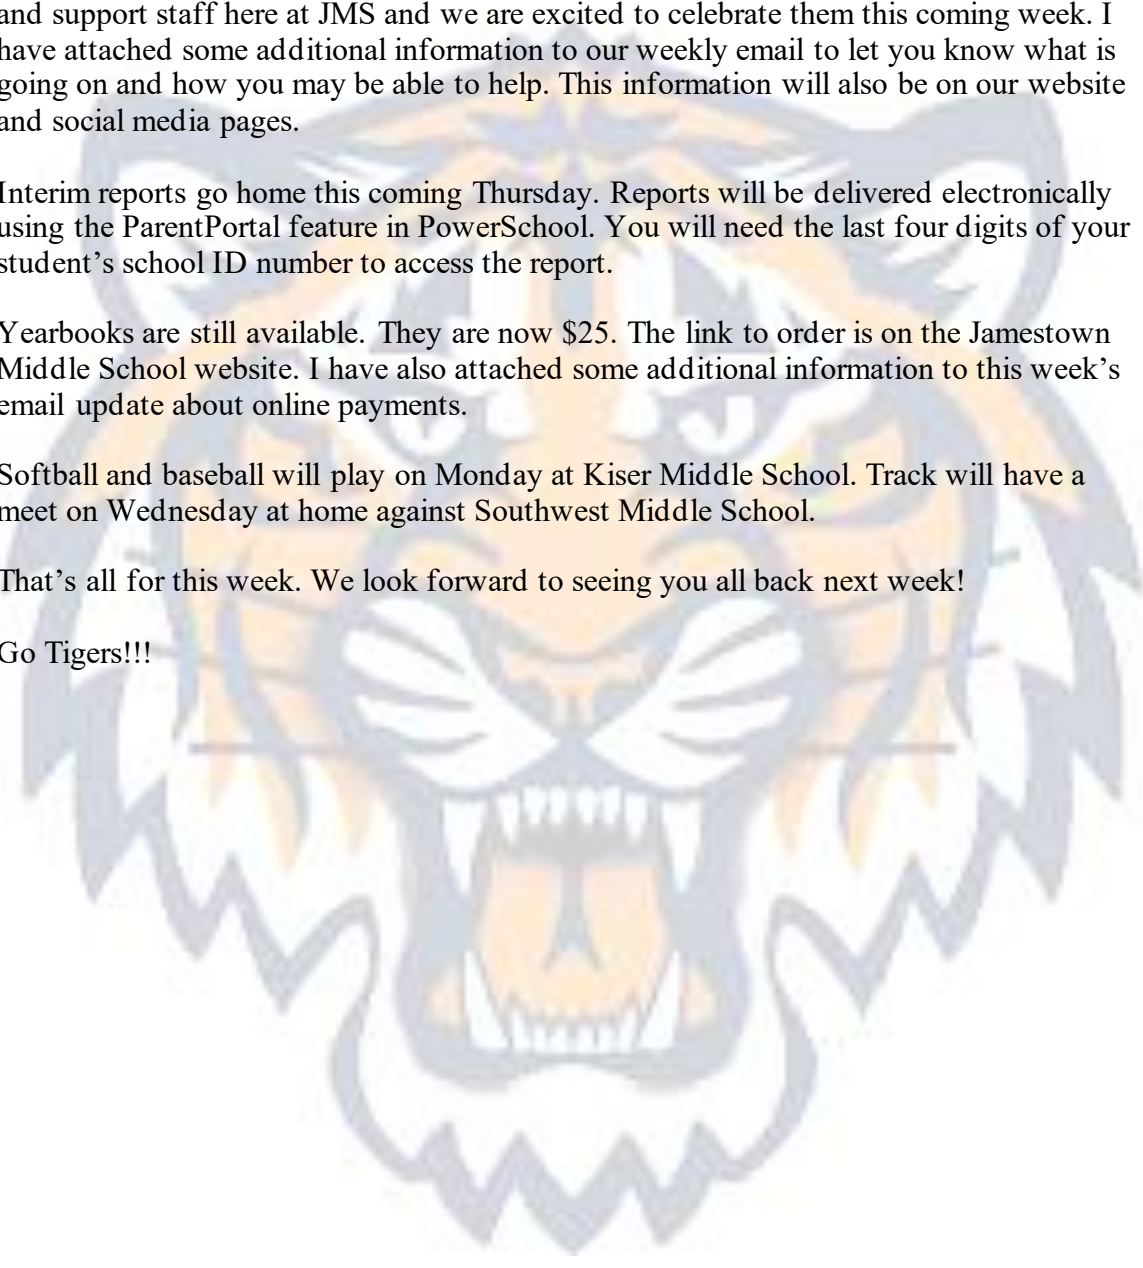 and support staff here at JMS and we are excited to celebrate them this coming week. I
have attached some additional information to our weekly email to let you know what is
going on and how you may be able to help. This information will also be on our website
and social media pages.
Interim reports go home this coming Thursday. Reports will be delivered electronically
using the ParentPortal feature in PowerSchool. You will need the last four digits of your
student’s school ID number to access the report.
Yearbooks are still available. They are now $25. The link to order is on the Jamestown
Middle School website. I have also attached some additional information to this week’s
email update about online payments.
Softball and baseball will play on Monday at Kiser Middle School. Track will have a
meet on Wednesday at home against Southwest Middle School.
That’s all for this week. We look forward to seeing you all back next week!
Go Tigers!!!